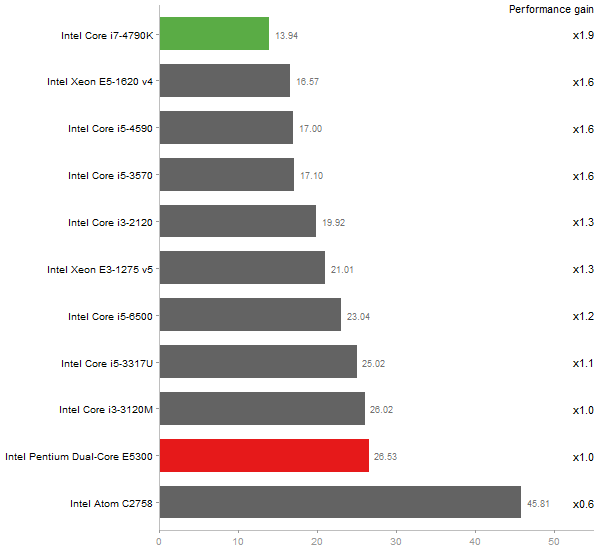 Performance gain
Intel Core i7-4790K 13.94 x1.9
Intel Xeon E5-1620 v4 16.57 x1.6
Intel Core i5-4590 17.00 x1.6
Intel Core i5-3570 17.10 x1.6
Intel Core i3-2120 19.92 x1.3
Intel Xeon E3-1275 v5 21.01 x1.3
Intel Core i5-6500 23.04 x1.2
Intel Core i5-3317U 25.02 x1.1
Intel Core i3-3120M 26.02 x1.0
Intel Pentium Dual-Core E5300 26.53 x1.0
Intel Atom C2758 45.81 x0.6
0 10 20 30 40 50